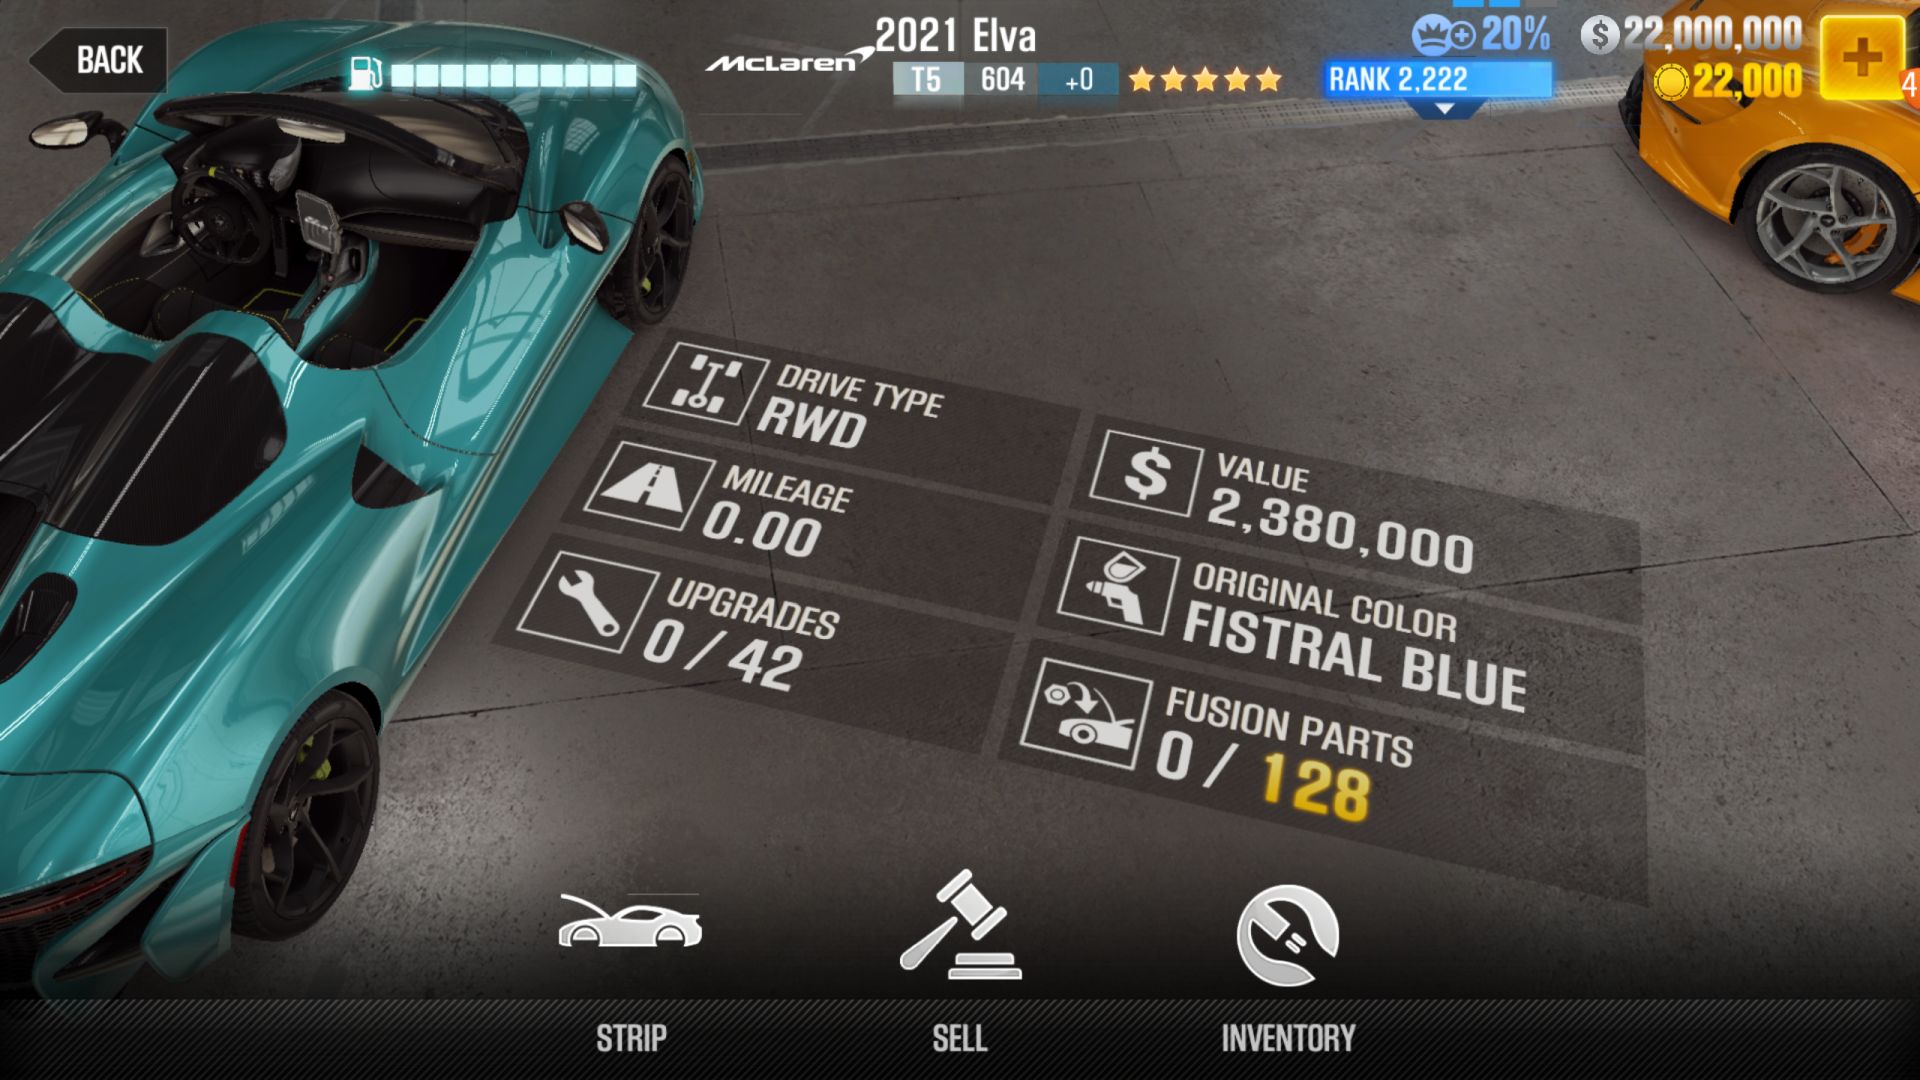 BACK
McLaren
2021 Elva
T5 604 +0
20%
RANK 2,222
$ 22,000,000
22,000
4
DRIVE TYPE
RWD
MILEAGE
0.00
UPGRADES
0 / 42
$ VALUE
2,380,000
ORIGINAL COLOR
FISTRAL BLUE
FUSION PARTS
0 / 128
STRIP
SELL
INVENTORY